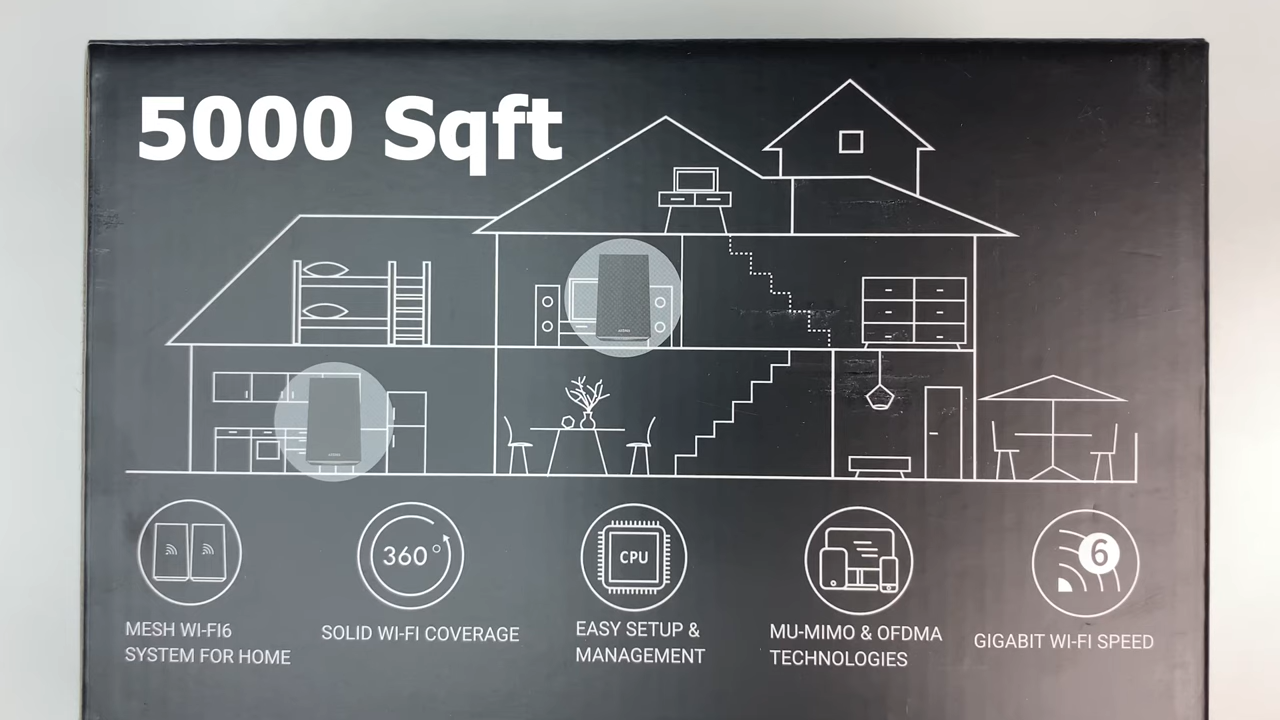 5000 Sqft
360°
CPU
6
MESH WI-FI6
SYSTEM FOR HOME
SOLID WI-FI COVERAGE
EASY SETUP &
MANAGEMENT
MU-MIMO & OFDMA
TECHNOLOGIES
GIGABIT WI-FI SPEED